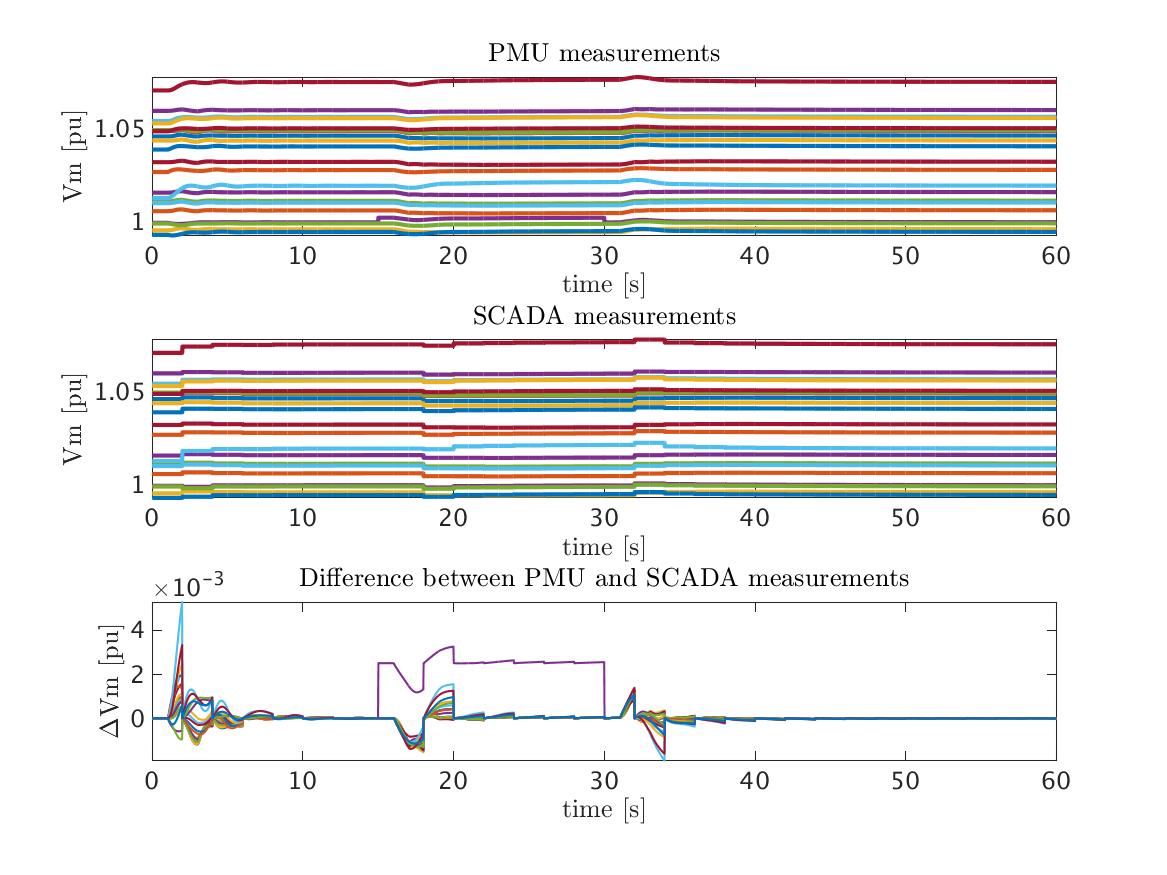 PMU measurements
Vm [pu]
1.05
1
0 10 20 30 40 50 60
time [s]
SCADA measurements
Vm [pu]
1.05
1
0 10 20 30 40 50 60
time [s]
Difference between PMU and SCADA measurements
×10⁻³
ΔVm [pu]
4
2
0
0 10 20 30 40 50 60
time [s]